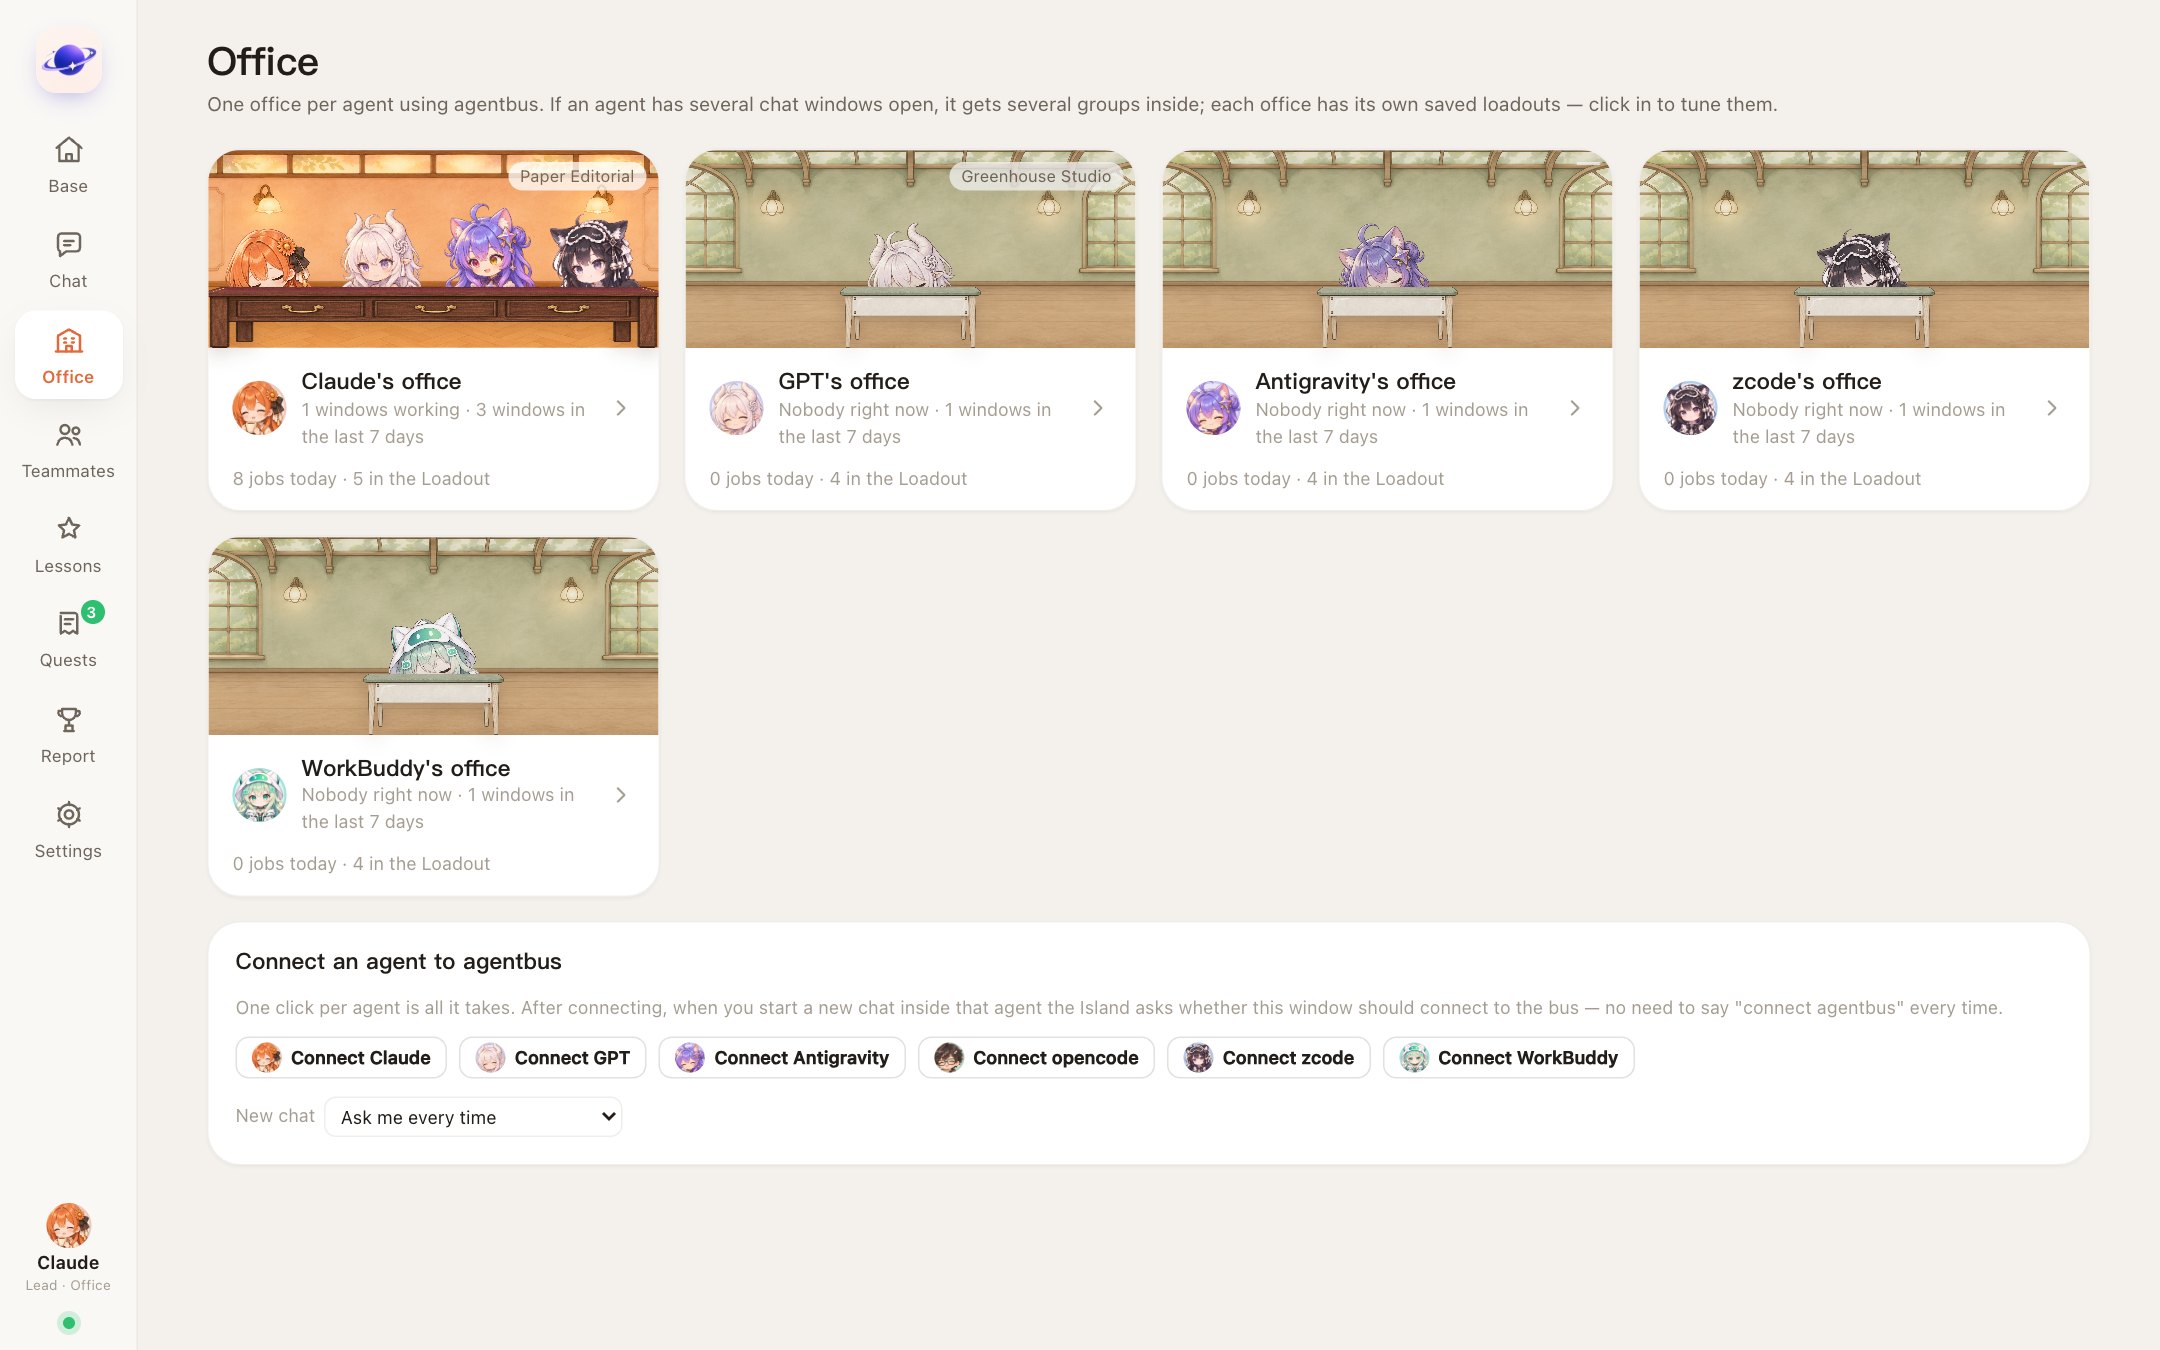 Office
One office per agent using agentbus. If an agent has several chat windows open, it gets several groups inside; each office has its own saved loadouts — click in to tune them.
Base
Chat
Office
Teammates
Lessons
3
Quests
Report
Settings
Claude
Lead · Office
Paper Editorial
Claude's office
1 windows working · 3 windows in
the last 7 days
8 jobs today · 5 in the Loadout
Greenhouse Studio
GPT's office
Nobody right now · 1 windows in
the last 7 days
0 jobs today · 4 in the Loadout
Antigravity's office
Nobody right now · 1 windows in
the last 7 days
0 jobs today · 4 in the Loadout
zcode's office
Nobody right now · 1 windows in
the last 7 days
0 jobs today · 4 in the Loadout
WorkBuddy's office
Nobody right now · 1 windows in
the last 7 days
0 jobs today · 4 in the Loadout
Connect an agent to agentbus
One click per agent is all it takes. After connecting, when you start a new chat inside that agent the Island asks whether this window should connect to the bus — no need to say "connect agentbus" every time.
Connect Claude
Connect GPT
Connect Antigravity
Connect opencode
Connect zcode
Connect WorkBuddy
New chat
Ask me every time